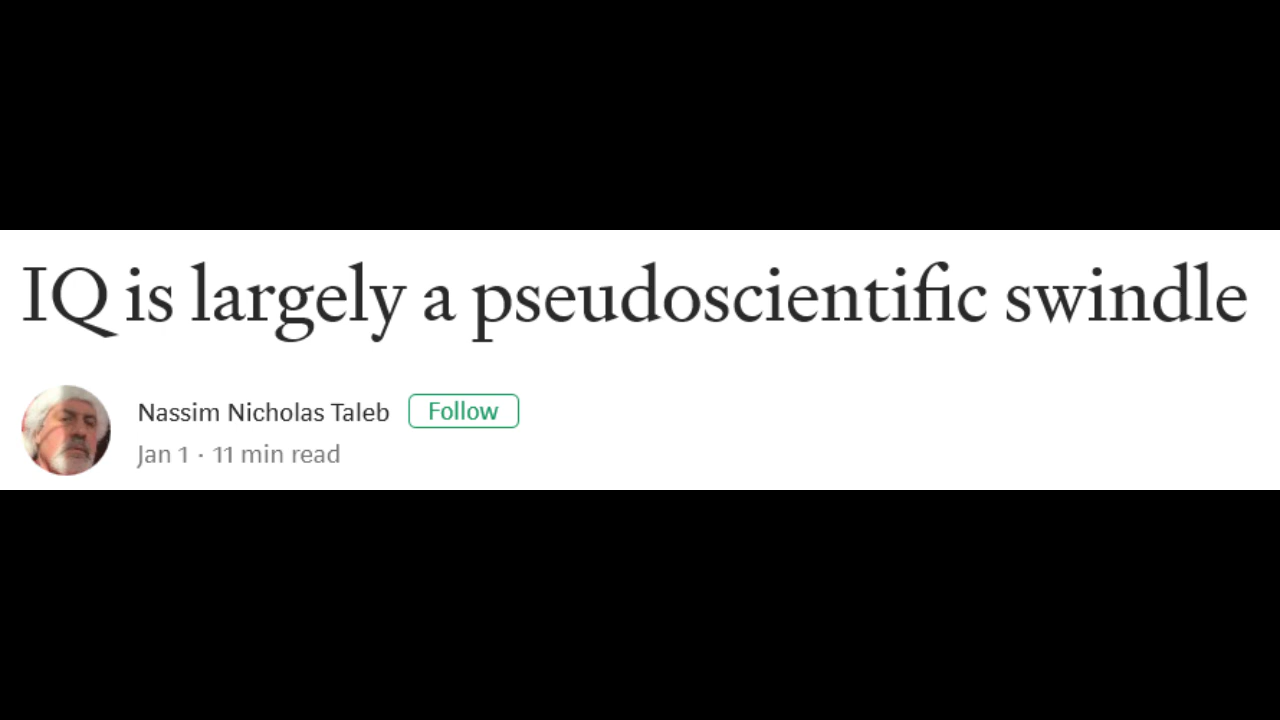 IQ is largely a pseudoscientific swindle
Nassim Nicholas Taleb Follow
Jan 1 · 11 min read